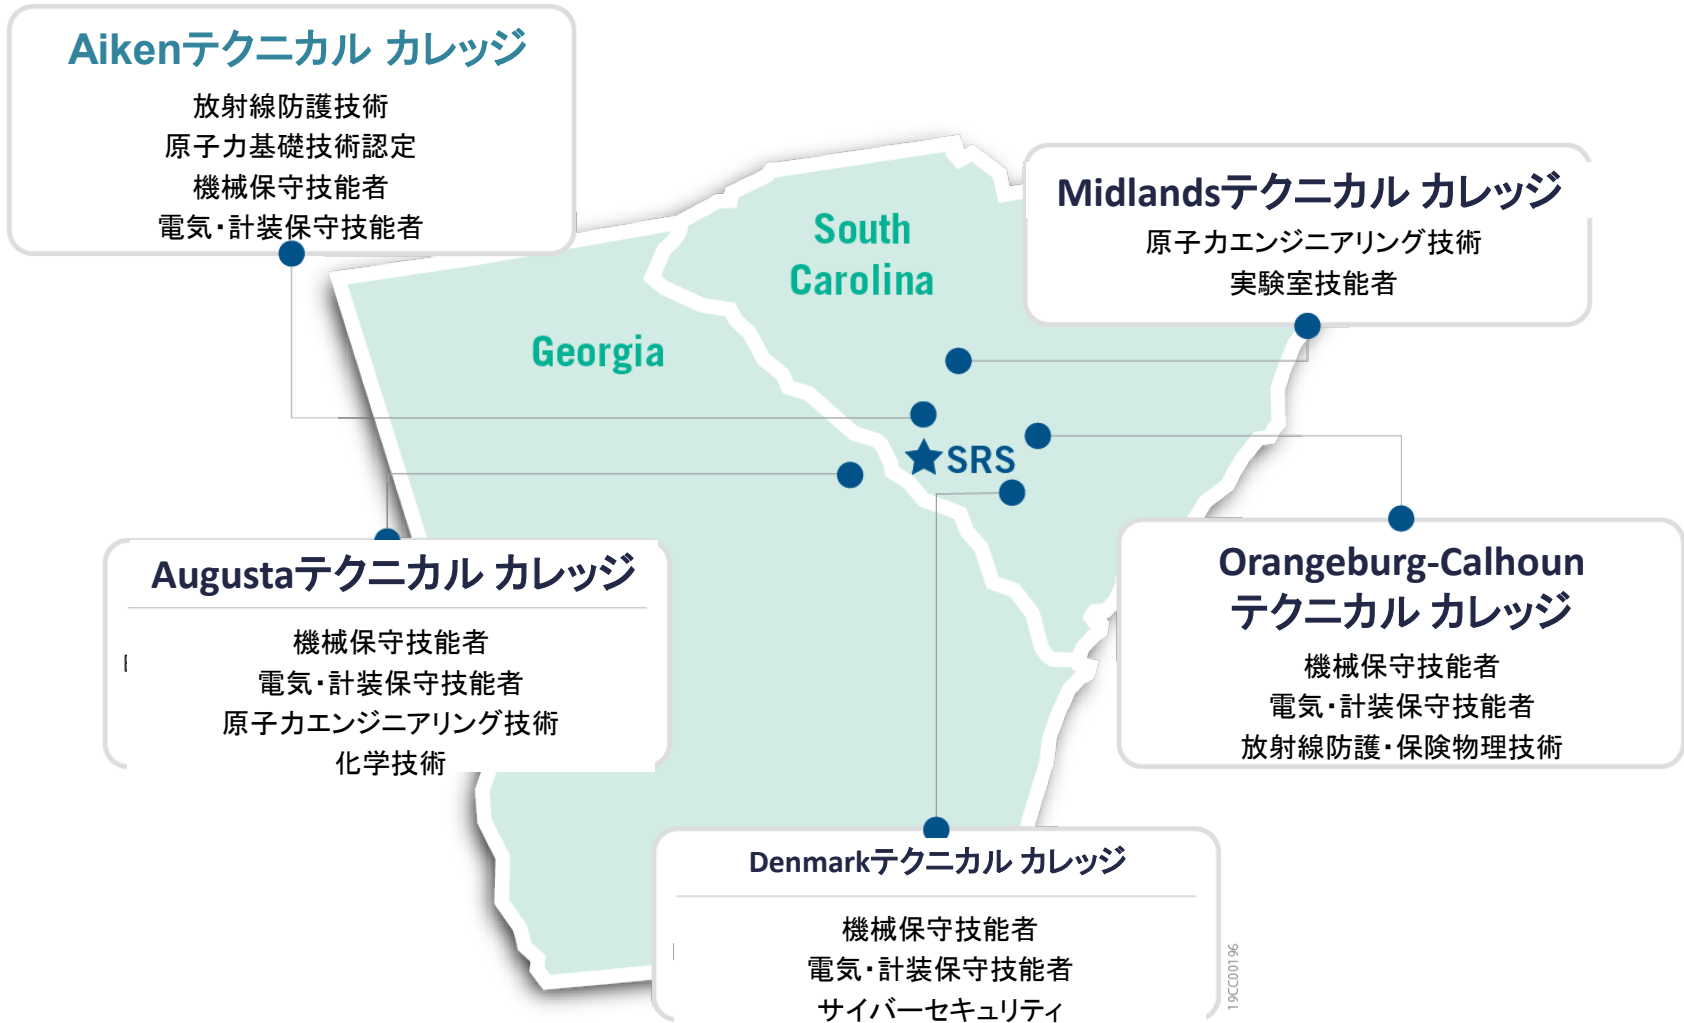 Aikenテクニカル カレッジ
放射線防護技術
原子力基礎技術認定
機械保守技能者
電気・計装保守技能者
Midlandsテクニカル カレッジ
原子力エンジニアリング技術
実験室技能者
South
Carolina
Georgia
SRS
Augustaテクニカル カレッジ
機械保守技能者
電気・計装保守技能者
原子力エンジニアリング技術
化学技術
Orangeburg-Calhoun
テクニカル カレッジ
機械保守技能者
電気・計装保守技能者
放射線防護・保険物理技術
Denmarkテクニカル カレッジ
機械保守技能者
電気・計装保守技能者
サイバーセキュリティ
19CC00196